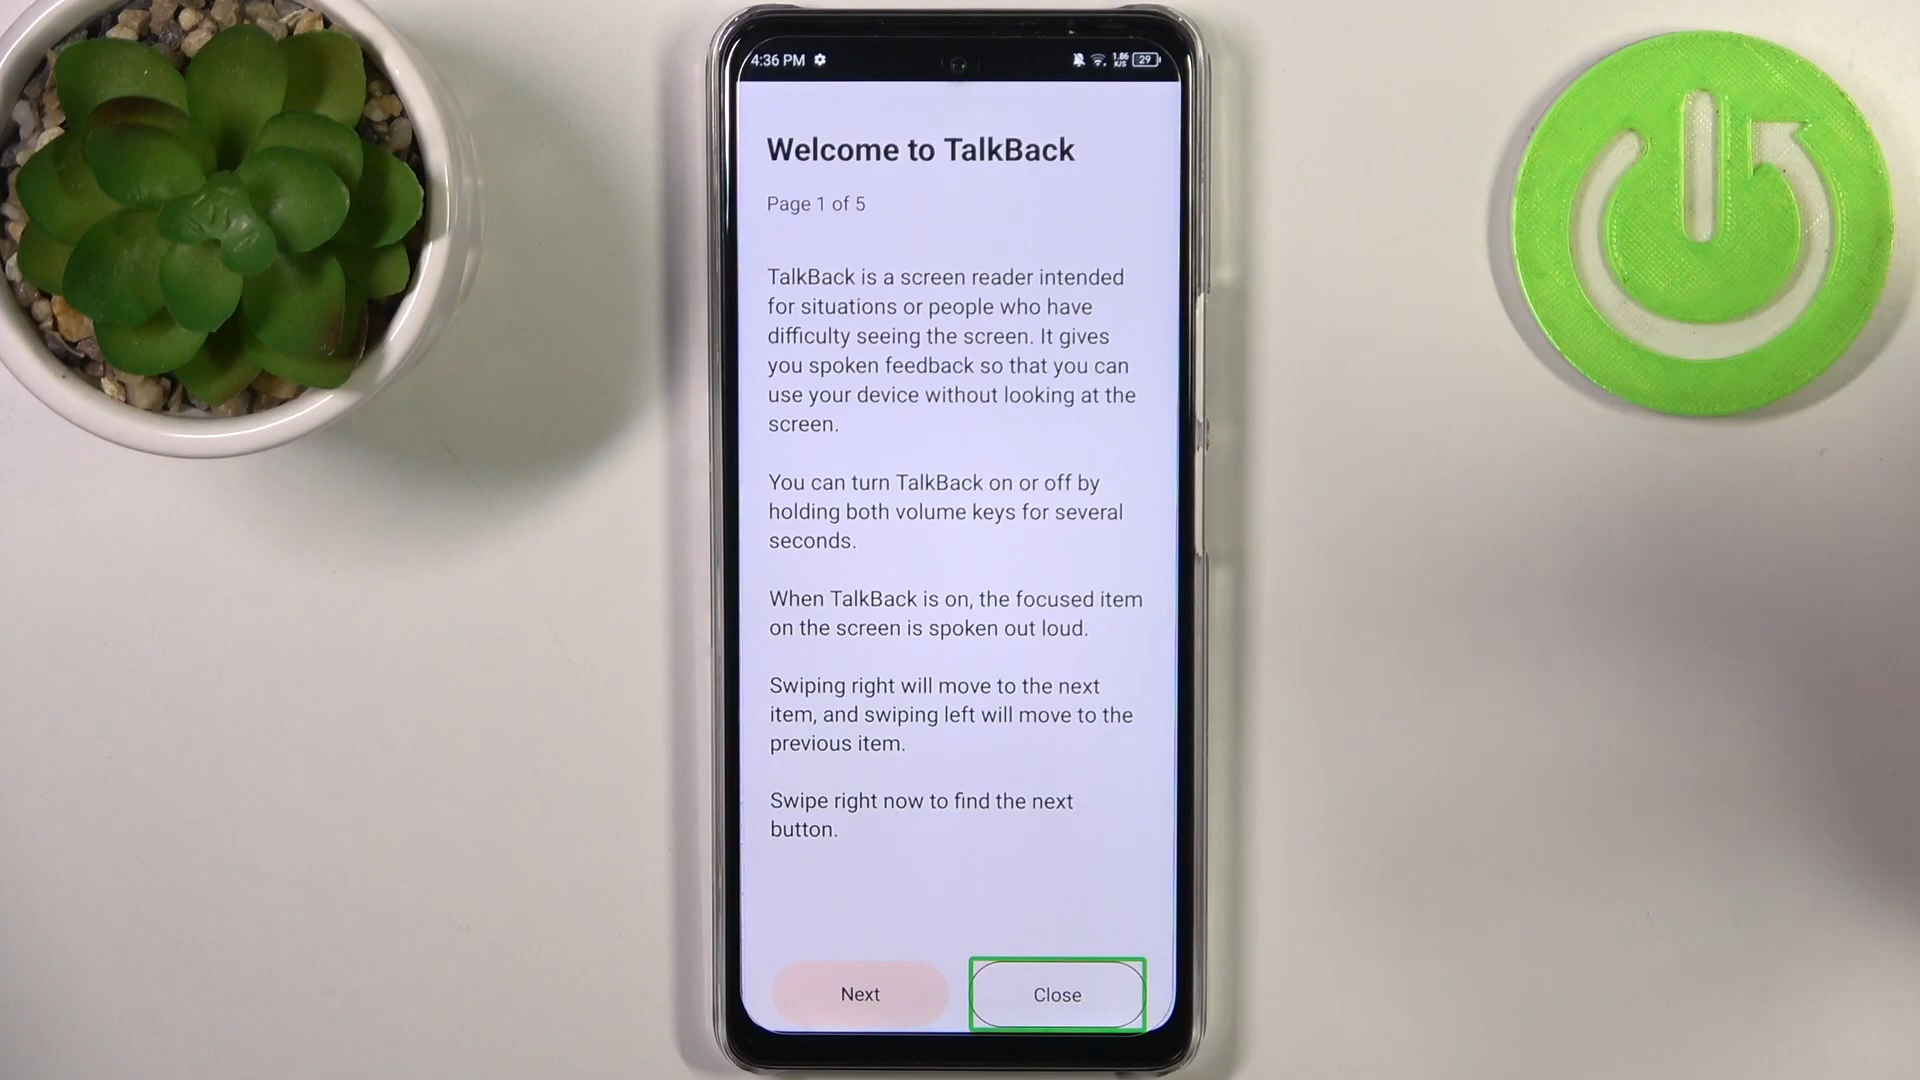 4:36 PM 1.86 K/S 29
Welcome to TalkBack
Page 1 of 5
TalkBack is a screen reader intended
for situations or people who have
difficulty seeing the screen. It gives
you spoken feedback so that you can
use your device without looking at the
screen.
You can turn TalkBack on or off by
holding both volume keys for several
seconds.
When TalkBack is on, the focused item
on the screen is spoken out loud.
Swiping right will move to the next
item, and swiping left will move to the
previous item.
Swipe right now to find the next
button.
Next Close